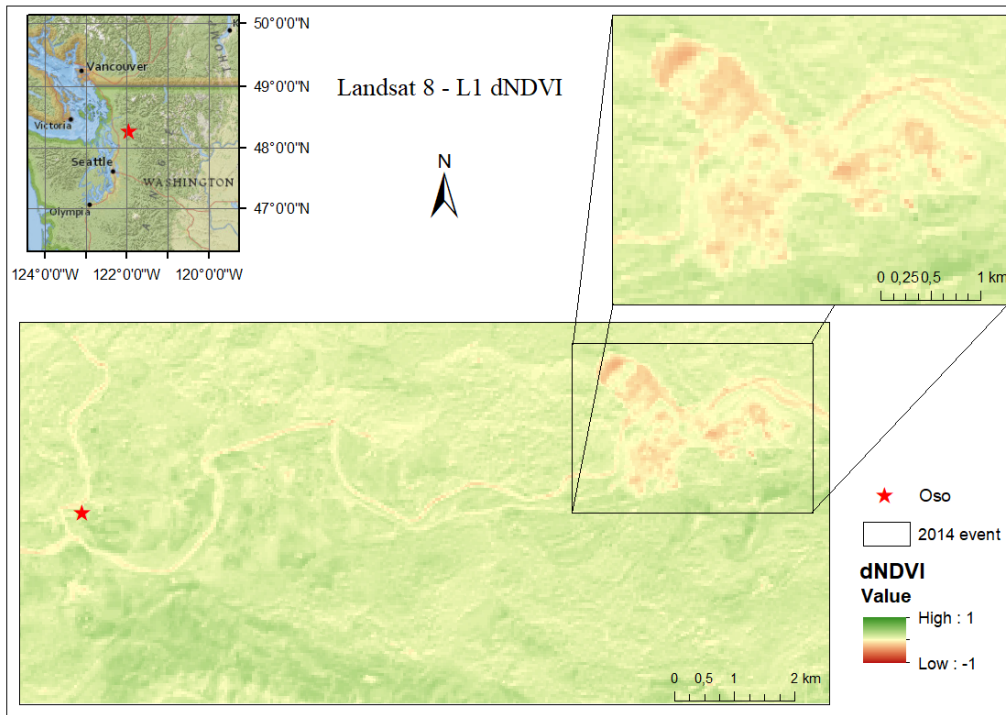 50°0'0"N
Vancouver
49°0'0"N
Landsat 8 - L1 dNDVI
Victoria
48°0'0"N
Seattle
WASHINGTON
N
Olympia
47°0'0"N
124°0'0"W 122°0'0"W 120°0'0"W
0 0,25 0,5 1 km
Oso
2014 event
dNDVI
Value
High : 1
Low : -1
0 0,5 1 2 km